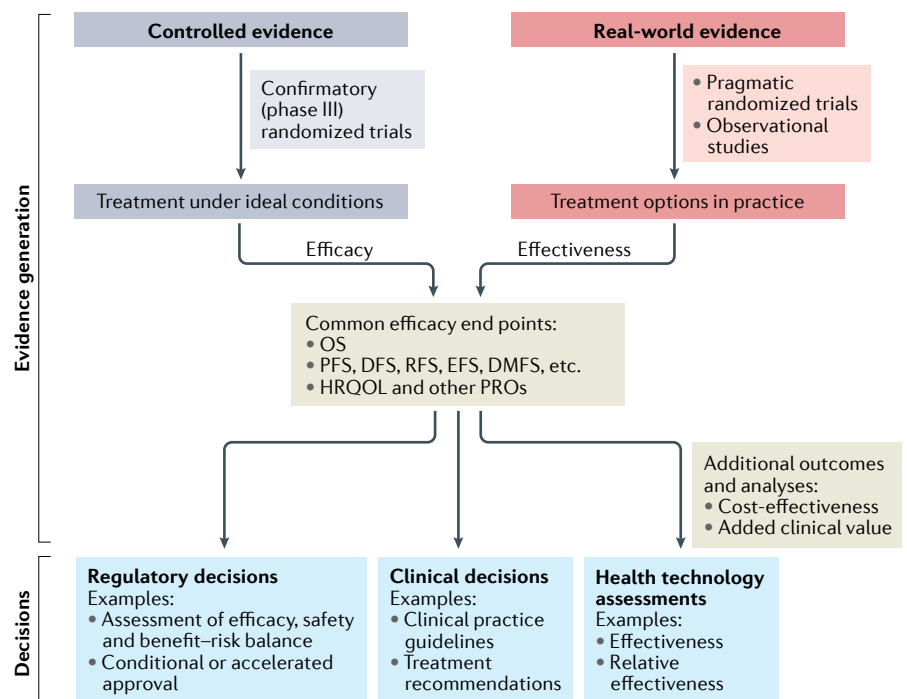 Controlled evidence
Real-world evidence
Confirmatory
(phase III)
randomized trials
• Pragmatic
randomized trials
• Observational
studies
Treatment under ideal conditions
Treatment options in practice
Efficacy
Effectiveness
Evidence generation
Common efficacy end points:
• OS
• PFS, DFS, RFS, EFS, DMFS, etc.
• HRQOL and other PROs
Additional outcomes
and analyses:
• Cost-effectiveness
• Added clinical value
Decisions
Regulatory decisions
Examples:
• Assessment of efficacy, safety
and benefit–risk balance
• Conditional or accelerated
approval
Clinical decisions
Examples:
• Clinical practice
guidelines
• Treatment
recommendations
Health technology
assessments
Examples:
• Effectiveness
• Relative
effectiveness